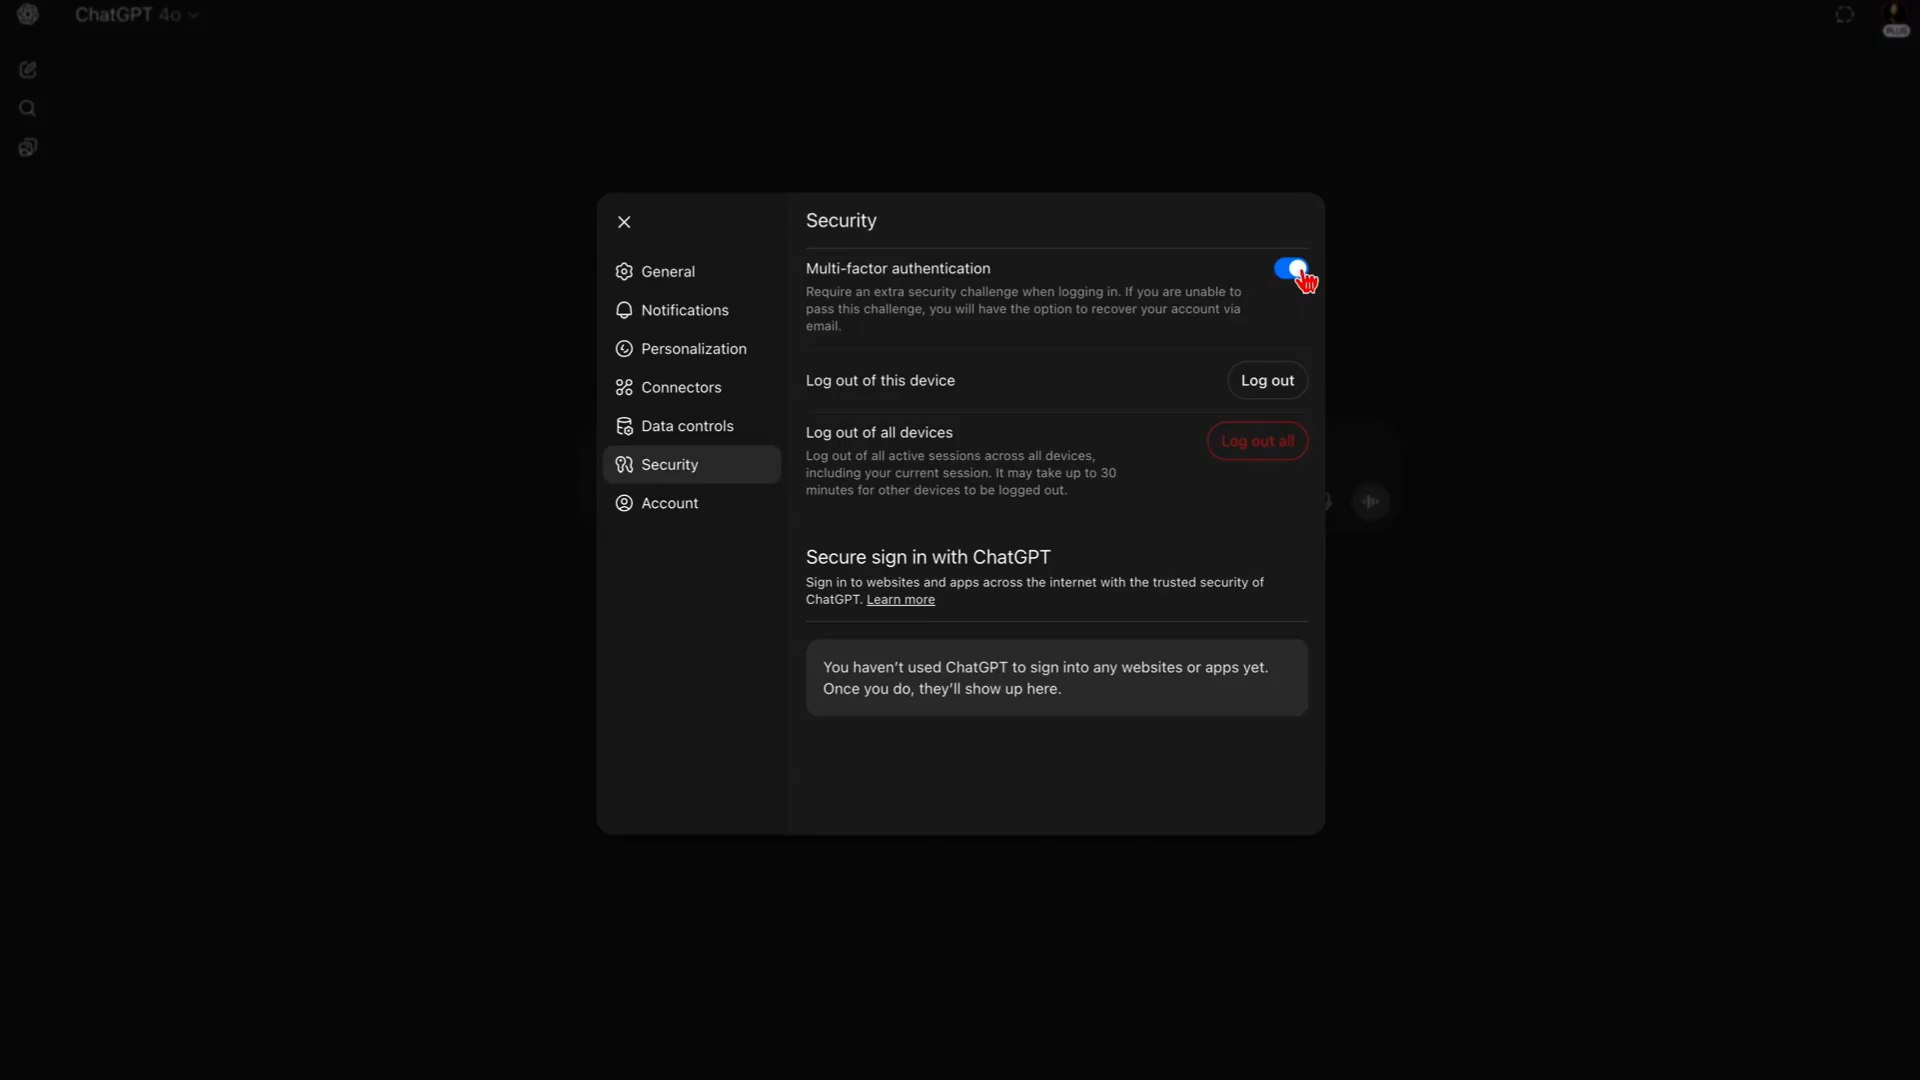 ChatGPT 4o
PLUS
Security
General
Notifications
Personalization
Connectors
Data controls
Security
Account
Multi-factor authentication
Require an extra security challenge when logging in. If you are unable to
pass this challenge, you will have the option to recover your account via
email.
Log out of this device
Log out
Log out of all devices
Log out of all active sessions across all devices,
including your current session. It may take up to 30
minutes for other devices to be logged out.
Log out all
Secure sign in with ChatGPT
Sign in to websites and apps across the internet with the trusted security of
ChatGPT. Learn more
You haven’t used ChatGPT to sign into any websites or apps yet.
Once you do, they’ll show up here.